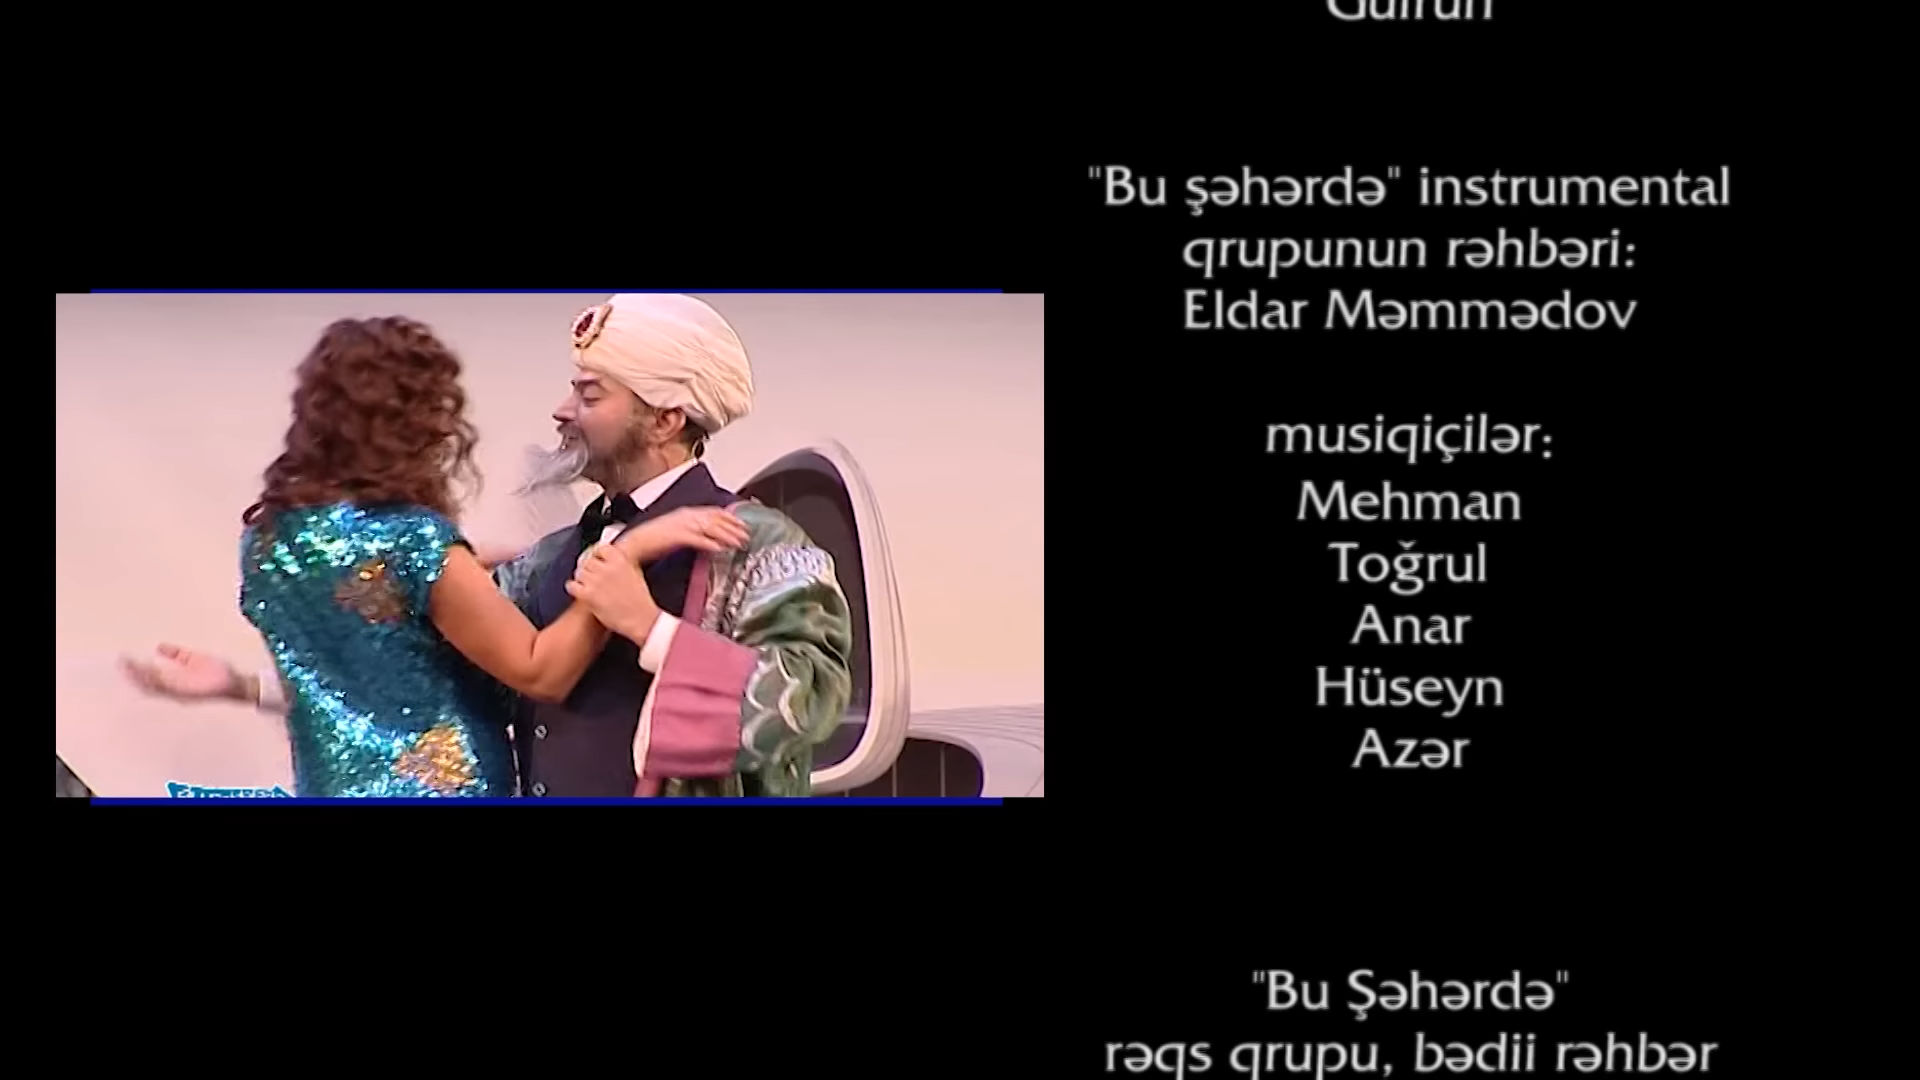 "Bu şəhərdə" instrumental
qrupunun rəhbəri:
Eldar Məmmədov
musiqiçilər:
Mehman
Toğrul
Anar
Hüseyn
Azər
"Bu Şəhərdə"
rəqs qrupu, bədii rəhbər